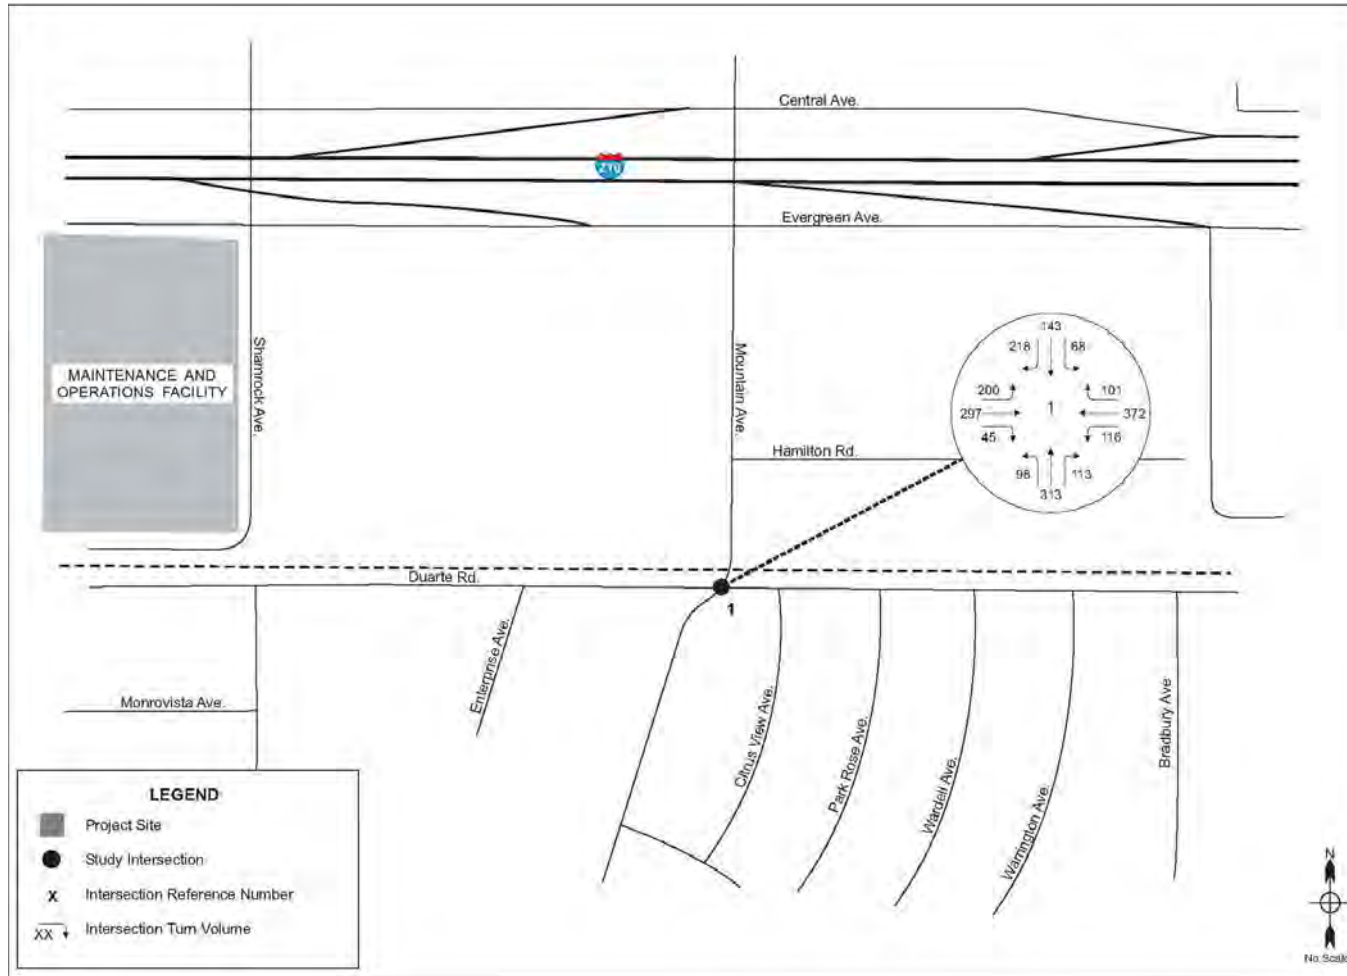 Central Ave.
210
Evergreen Ave.
Shamrock Ave.
MAINTENANCE AND
OPERATIONS FACILITY
Mountain Ave.
143
218
68
200
101
297
1
372
45
116
98
113
313
Hamilton Rd.
Duarte Rd.
1
Enterprise Ave.
Monrovista Ave.
Citrus View Ave.
Park Rose Ave.
Wardell Ave.
Warrington Ave.
Bradbury Ave
LEGEND
Project Site
Study Intersection
X Intersection Reference Number
XX Intersection Turn Volume
N
No Scale